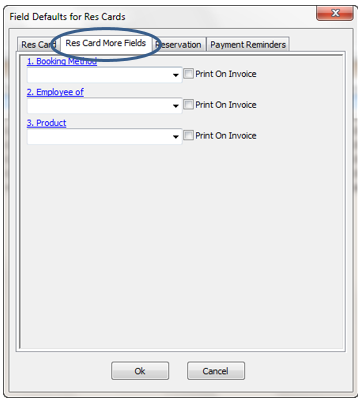 Field Defaults for Res Cards
Res Card Res Card More Fields Reservation Payment Reminders
1. Booking Method
Print On Invoice
2. Employee of
Print On Invoice
3. Product
Print On Invoice
Ok Cancel